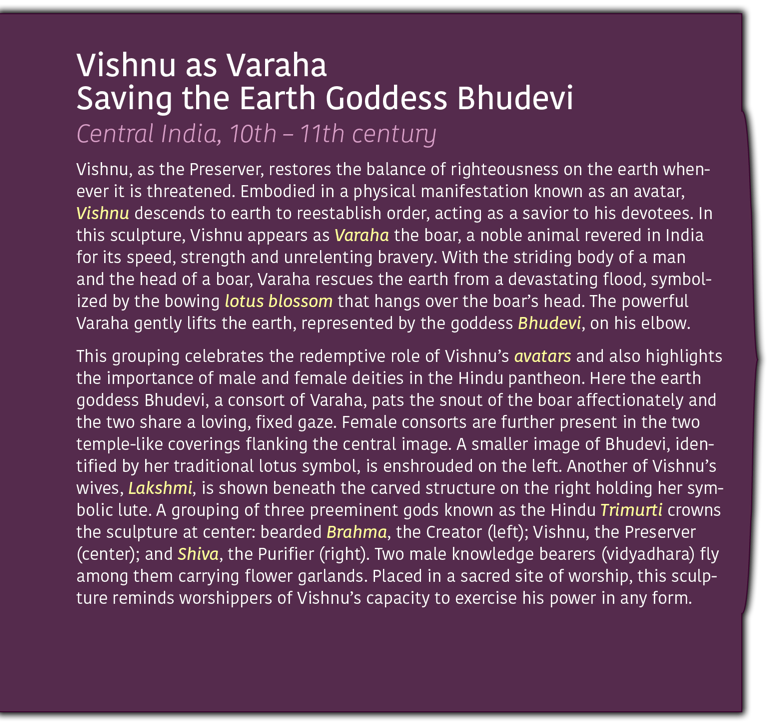 Vishnu as Varaha
Saving the Earth Goddess Bhudevi
Central India, 10th – 11th century
Vishnu, as the Preserver, restores the balance of righteousness on the earth when-
ever it is threatened. Embodied in a physical manifestation known as an avatar,
Vishnu descends to earth to reestablish order, acting as a savior to his devotees. In
this sculpture, Vishnu appears as Varaha the boar, a noble animal revered in India
for its speed, strength and unrelenting bravery. With the striding body of a man
and the head of a boar, Varaha rescues the earth from a devastating flood, symbol-
ized by the bowing lotus blossom that hangs over the boar's head. The powerful
Varaha gently lifts the earth, represented by the goddess Bhudevi, on his elbow.
This grouping celebrates the redemptive role of Vishnu's avatars and also highlights
the importance of male and female deities in the Hindu pantheon. Here the earth
goddess Bhudevi, a consort of Varaha, pats the snout of the boar affectionately and
the two share a loving, fixed gaze. Female consorts are further present in the two
temple-like coverings flanking the central image. A smaller image of Bhudevi, iden-
tified by her traditional lotus symbol, is enshrouded on the left. Another of Vishnu's
wives, Lakshmi, is shown beneath the carved structure on the right holding her sym-
bolic lute. A grouping of three preeminent gods known as the Hindu Trimurti crowns
the sculpture at center: bearded Brahma, the Creator (left); Vishnu, the Preserver
(center); and Shiva, the Purifier (right). Two male knowledge bearers (vidyadhara) fly
among them carrying flower garlands. Placed in a sacred site of worship, this sculp-
ture reminds worshippers of Vishnu's capacity to exercise his power in any form.